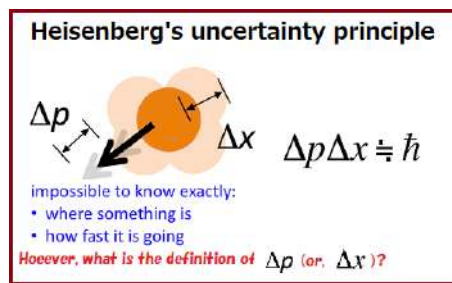 Heisenberg's uncertainty principle
Δp
Δx
ΔpΔx≒ħ
impossible to know exactly:
• where something is
• how fast it is going
Hoeever, what is the definition of Δp (or, Δx)?